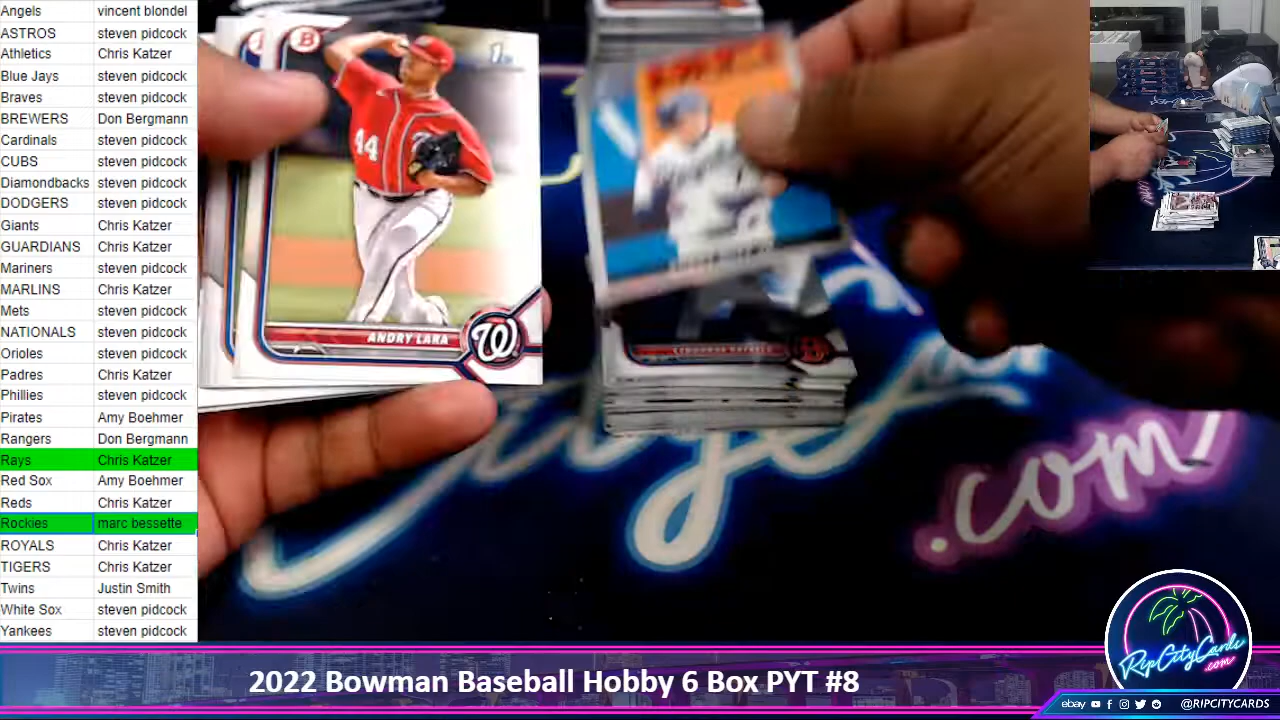 Angels vincent blondel
ASTROS steven pidcock
Athletics Chris Katzer
Blue Jays steven pidcock
Braves steven pidcock
BREWERS Don Bergmann
Cardinals steven pidcock
CUBS steven pidcock
Diamondbacks steven pidcock
DODGERS steven pidcock
Giants Chris Katzer
GUARDIANS Chris Katzer
Mariners steven pidcock
MARLINS Chris Katzer
Mets steven pidcock
NATIONALS steven pidcock
Orioles steven pidcock
Padres Chris Katzer
Phillies steven pidcock
Pirates Amy Boehmer
Rangers Don Bergmann
Rays Chris Katzer
Red Sox Amy Boehmer
Reds Chris Katzer
Rockies marc bessette
ROYALS Chris Katzer
TIGERS Chris Katzer
Twins Justin Smith
White Sox steven pidcock
Yankees steven pidcock
B
1st
44
ANDRY LARA
W
.com
2022 Bowman Baseball Hobby 6 Box PYT #8
RipCityCards
.com
ebay @RIPCITYCARDS